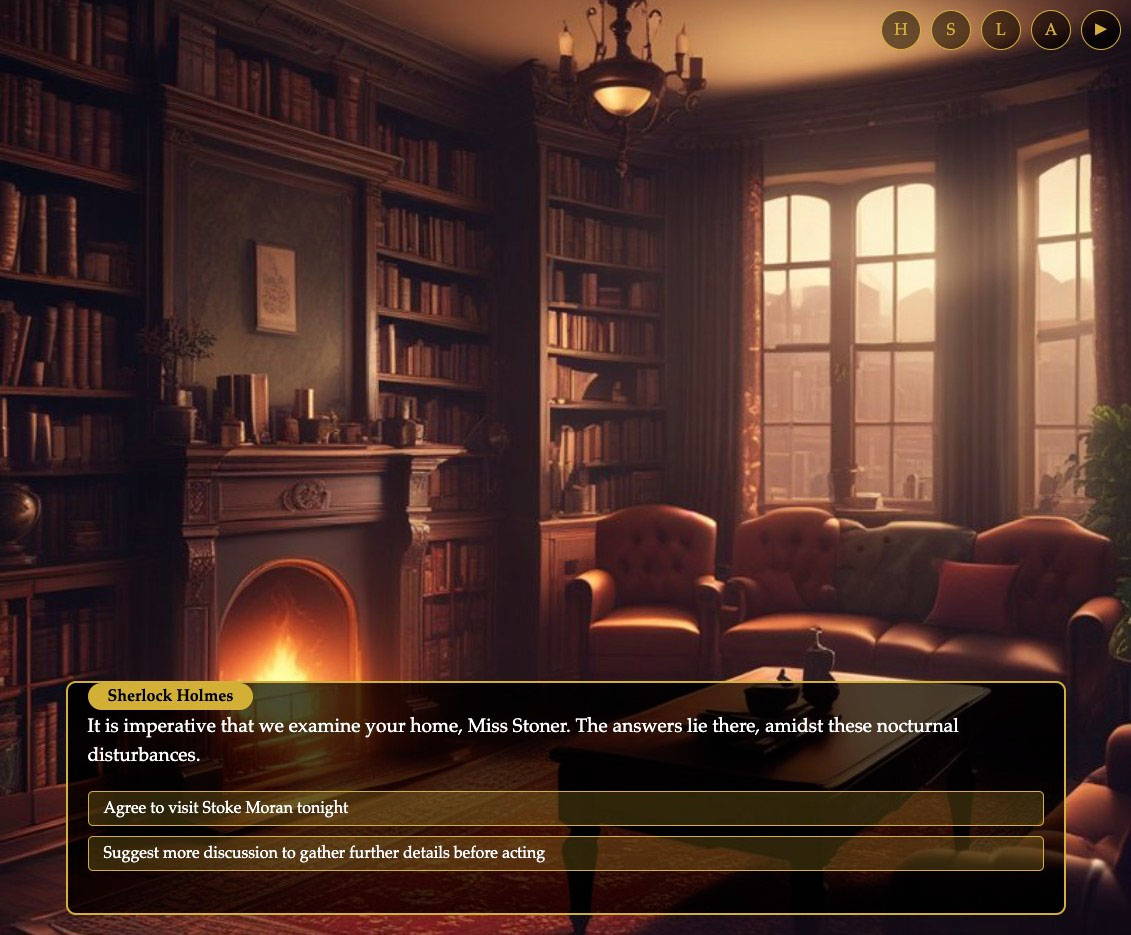 H S L A ▶
Sherlock Holmes
It is imperative that we examine your home, Miss Stoner. The answers lie there, amidst these nocturnal
disturbances.
Agree to visit Stoke Moran tonight
Suggest more discussion to gather further details before acting